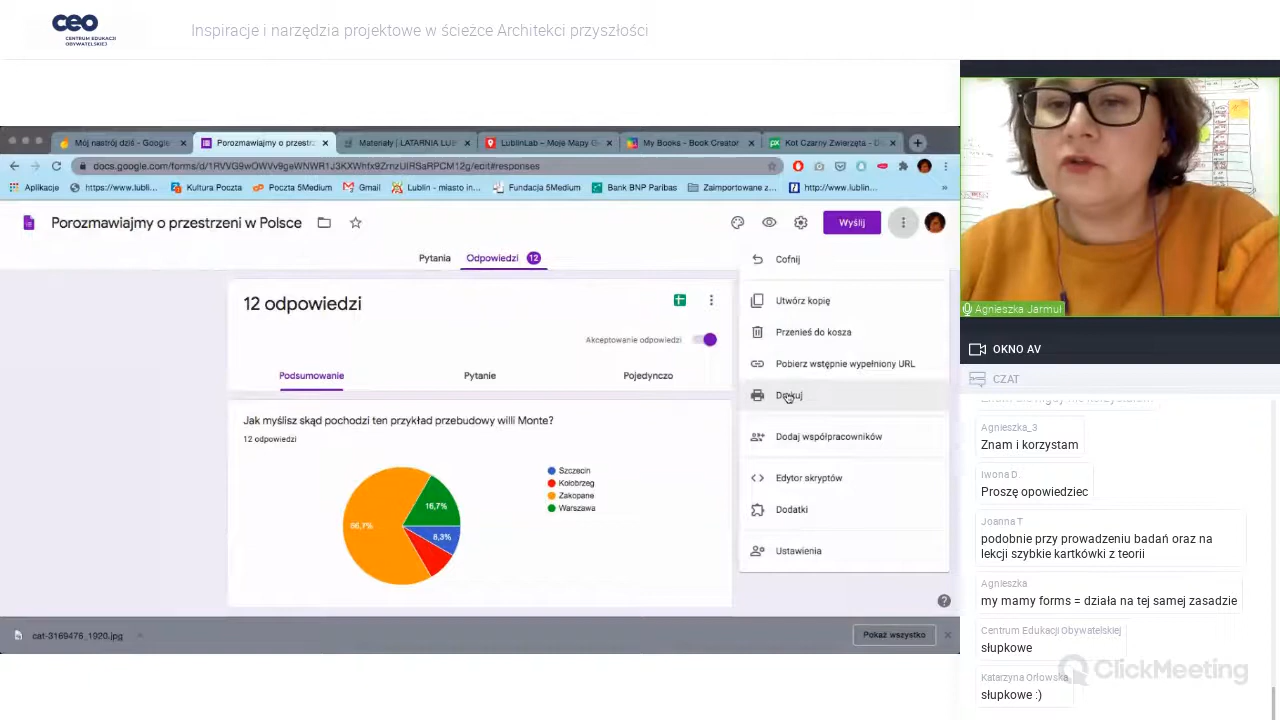 ceo
CENTRUM EDUKACJI
OBYWATELSKIEJ
Inspiracje i narzędzia projektowe w ścieżce Architekci przyszłości
Mój nastrój dziś - Google
Porozmawiajmy o przestrz
Materiały | LATARNIA LU
LublinLab – Moje Mapy G
My Books - Book Creator
Kot Czarny Zwierzęta - D
docs.google.com/forms/d/
/edit#responses
Aplikacje
https://www.lubli...
Kultura Poczta
Poczta 5Medium
Gmail
Lublin - miasto in...
Fundacja 5Medium
Bank BNP Paribas
Zaimportowane z...
http://www.lublin...
»
Porozmawiajmy o przestrzeni w Polsce
Wyślij
Pytania
Odpowiedzi 12
12 odpowiedzi
Akceptowanie odpowiedzi
Podsumowanie
Pytanie
Pojedynczo
Jak myślisz skąd pochodzi ten przykład przebudowy willi Monte?
12 odpowiedzi
Szczecin
Kołobrzeg
Zakopane
Warszawa
16,7%
66,7%
8,3%
Cofnij
Utwórz kopię
Przenieś do kosza
Pobierz wstępnie wypełniony URL
Drukuj
Dodaj współpracowników
Edytor skryptów
Dodatki
Ustawienia
cat-3169476_1920.jpg
Pokaż wszystko
Agnieszka Jarmuł
OKNO AV
CZAT
Agnieszka_3
Znam i korzystam
Iwona D.
Proszę opowiedziec
Joanna T
podobnie przy prowadzeniu badań oraz na
lekcji szybkie kartkówki z teorii
Agnieszka
my mamy forms = działa na tej samej zasadzie
Centrum Edukacji Obywatelskiej
słupkowe
Katarzyna Orłowska
słupkowe :)
ClickMeeting